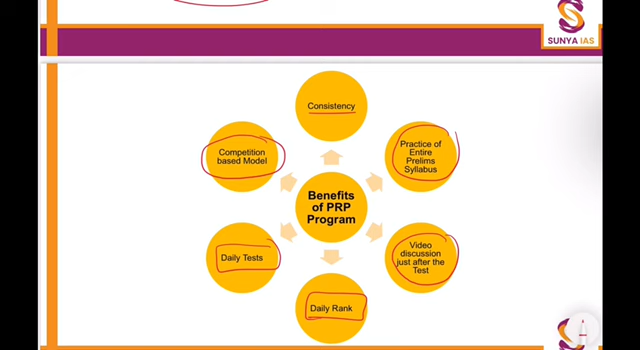 SUNYA IAS
Consistency
Practice of
Entire
Prelims
Syllabus
Video
discussion
just after the
Test
Daily Rank
Daily Tests
Competition
based Model
Benefits
of PRP
Program